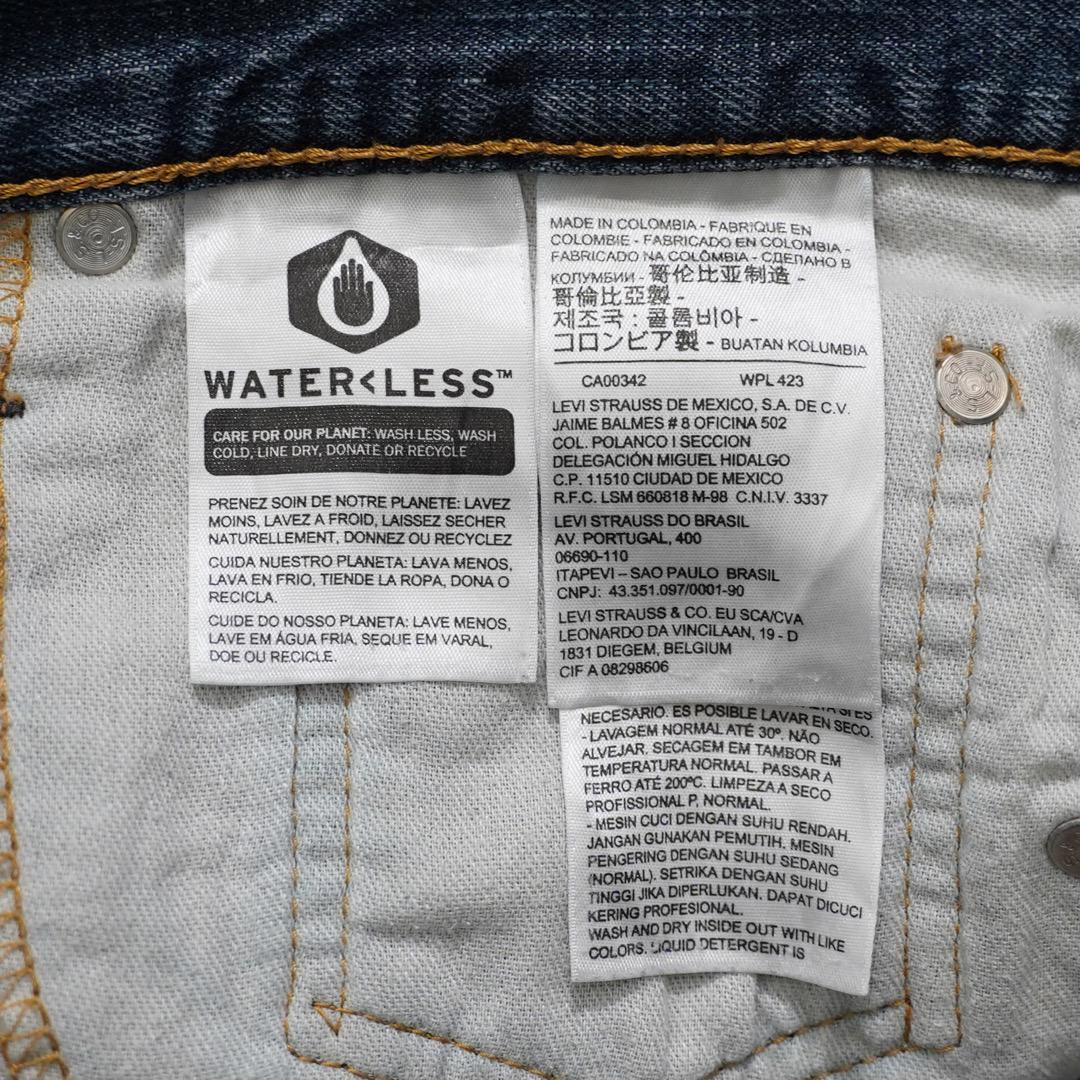 WATER<LESS™
CARE FOR OUR PLANET: WASH LESS, WASH
COLD, LINE DRY, DONATE OR RECYCLE
PRENEZ SOIN DE NOTRE PLANETE: LAVEZ
MOINS, LAVEZ A FROID, LAISSEZ SECHER
NATURELLEMENT, DONNEZ OU RECYCLEZ
CUIDA NUESTRO PLANETA: LAVA MENOS,
LAVA EN FRIO, TIENDE LA ROPA, DONA O
RECICLA.
CUIDE DO NOSSO PLANETA: LAVE MENOS,
LAVE EM ÁGUA FRIA, SEQUE EM VARAL,
DOE OU RECICLE.
MADE IN COLOMBIA - FABRIQUE EN
COLOMBIE - FABRICADO EN COLOMBIA -
FABRICADO NA COLÔMBIA - СДЕЛАНО В
КОЛУМБИИ - 哥伦比亚制造 -
哥倫比亞製 -
제조국 : 콜롬비아 -
コロンビア製 - BUATAN KOLUMBIA
CA00342 WPL 423
LEVI STRAUSS DE MEXICO, S.A. DE C.V.
JAIME BALMES # 8 OFICINA 502
COL. POLANCO I SECCION
DELEGACIÓN MIGUEL HIDALGO
C.P. 11510 CIUDAD DE MEXICO
R.F.C. LSM 660818 M-98 C.N.I.V. 3337
LEVI STRAUSS DO BRASIL
AV. PORTUGAL, 400
06690-110
ITAPEVI – SAO PAULO BRASIL
CNPJ: 43.351.097/0001-90
LEVI STRAUSS & CO. EU SCA/CVA
LEONARDO DA VINCILAAN, 19 - D
1831 DIEGEM, BELGIUM
CIF A 08298606
SI ES
NECESARIO. ES POSIBLE LAVAR EN SECO.
- LAVAGEM NORMAL ATÉ 30º. NÃO
ALVEJAR. SECAGEM EM TAMBOR EM
TEMPERATURA NORMAL. PASSAR A
FERRO ATÉ 200ºC. LIMPEZA A SECO
PROFISSIONAL P, NORMAL.
- MESIN CUCI DENGAN SUHU RENDAH.
JANGAN GUNAKAN PEMUTIH. MESIN
PENGERING DENGAN SUHU SEDANG
(NORMAL). SETRIKA DENGAN SUHU
TINGGI JIKA DIPERLUKAN. DAPAT DICUCI
KERING PROFESIONAL.
WASH AND DRY INSIDE OUT WITH LIKE
COLORS. LIQUID DETERGENT IS